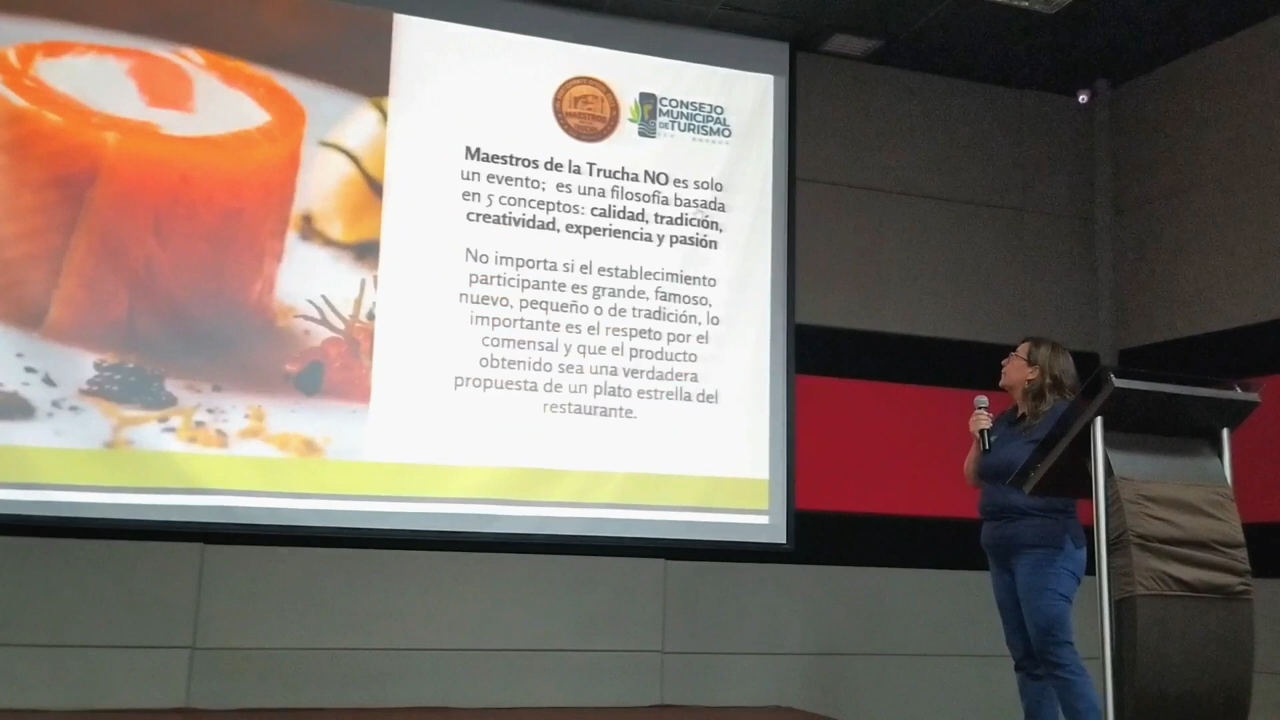 MAESTROS
CONSEJO
MUNICIPAL
DE TURISMO
Maestros de la Trucha NO es solo
un evento; es una filosofía basada
en 5 conceptos: calidad, tradición,
creatividad, experiencia y pasión
No importa si el establecimiento
participante es grande, famoso,
nuevo, pequeño o de tradición, lo
importante es el respeto por el
comensal y que el producto
obtenido sea una verdadera
propuesta de un plato estrella del
restaurante.